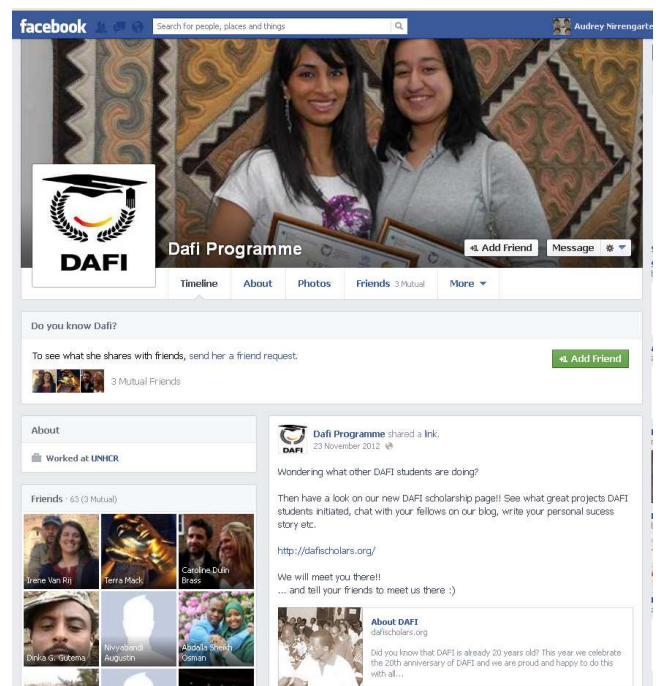 facebook
Search for people, places and things
Audrey Nirrengarte
DAFI
Dafi Programme
+1 Add Friend
Message
Timeline
About
Photos
Friends 3 Mutual
More
Do you know Dafi?
To see what she shares with friends, send her a friend request.
+1 Add Friend
3 Mutual Friends
About
Worked at UNHCR
Friends · 63 (3 Mutual)
Irene Van Rij
Terra Mack
Caroline Dulin
Brass
Dinka G. Gutema
Nivyabandi
Augustin
Abdalla Sheikh
Osman
DAFI
Dafi Programme shared a link.
23 November 2012
Wondering what other DAFI students are doing?
Then have a look on our new DAFI scholarship page!! See what great projects DAFI
students initiated, chat with your fellows on our blog, write your personal sucess
story etc.
http://dafischolars.org/
We will meet you there!!
... and tell your friends to meet us there :)
About DAFI
dafischolars.org
Did you know that DAFI is already 20 years old? This year we celebrate
the 20th anniversary of DAFI and we are proud and happy to do this
with all...